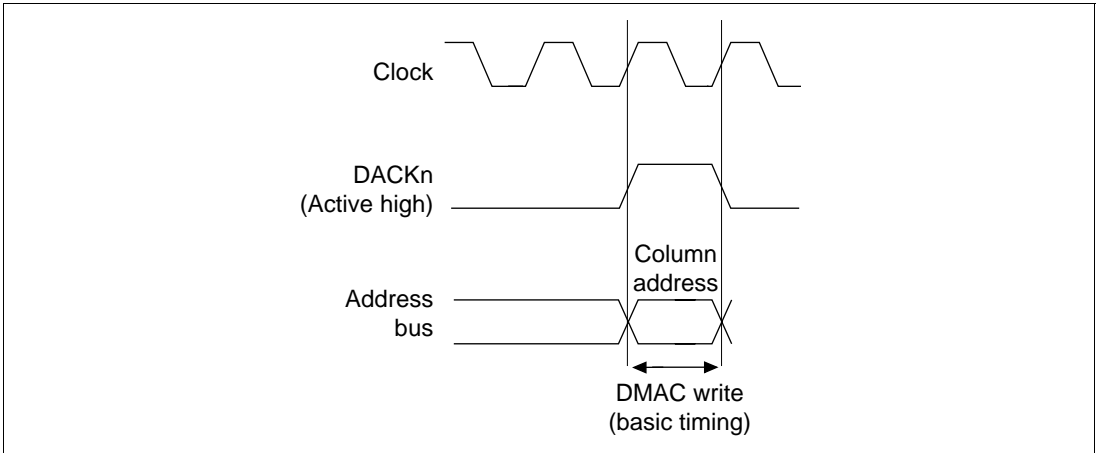 Clock
DACKn
(Active high)
Column
address
Address
bus
DMAC write
(basic timing)